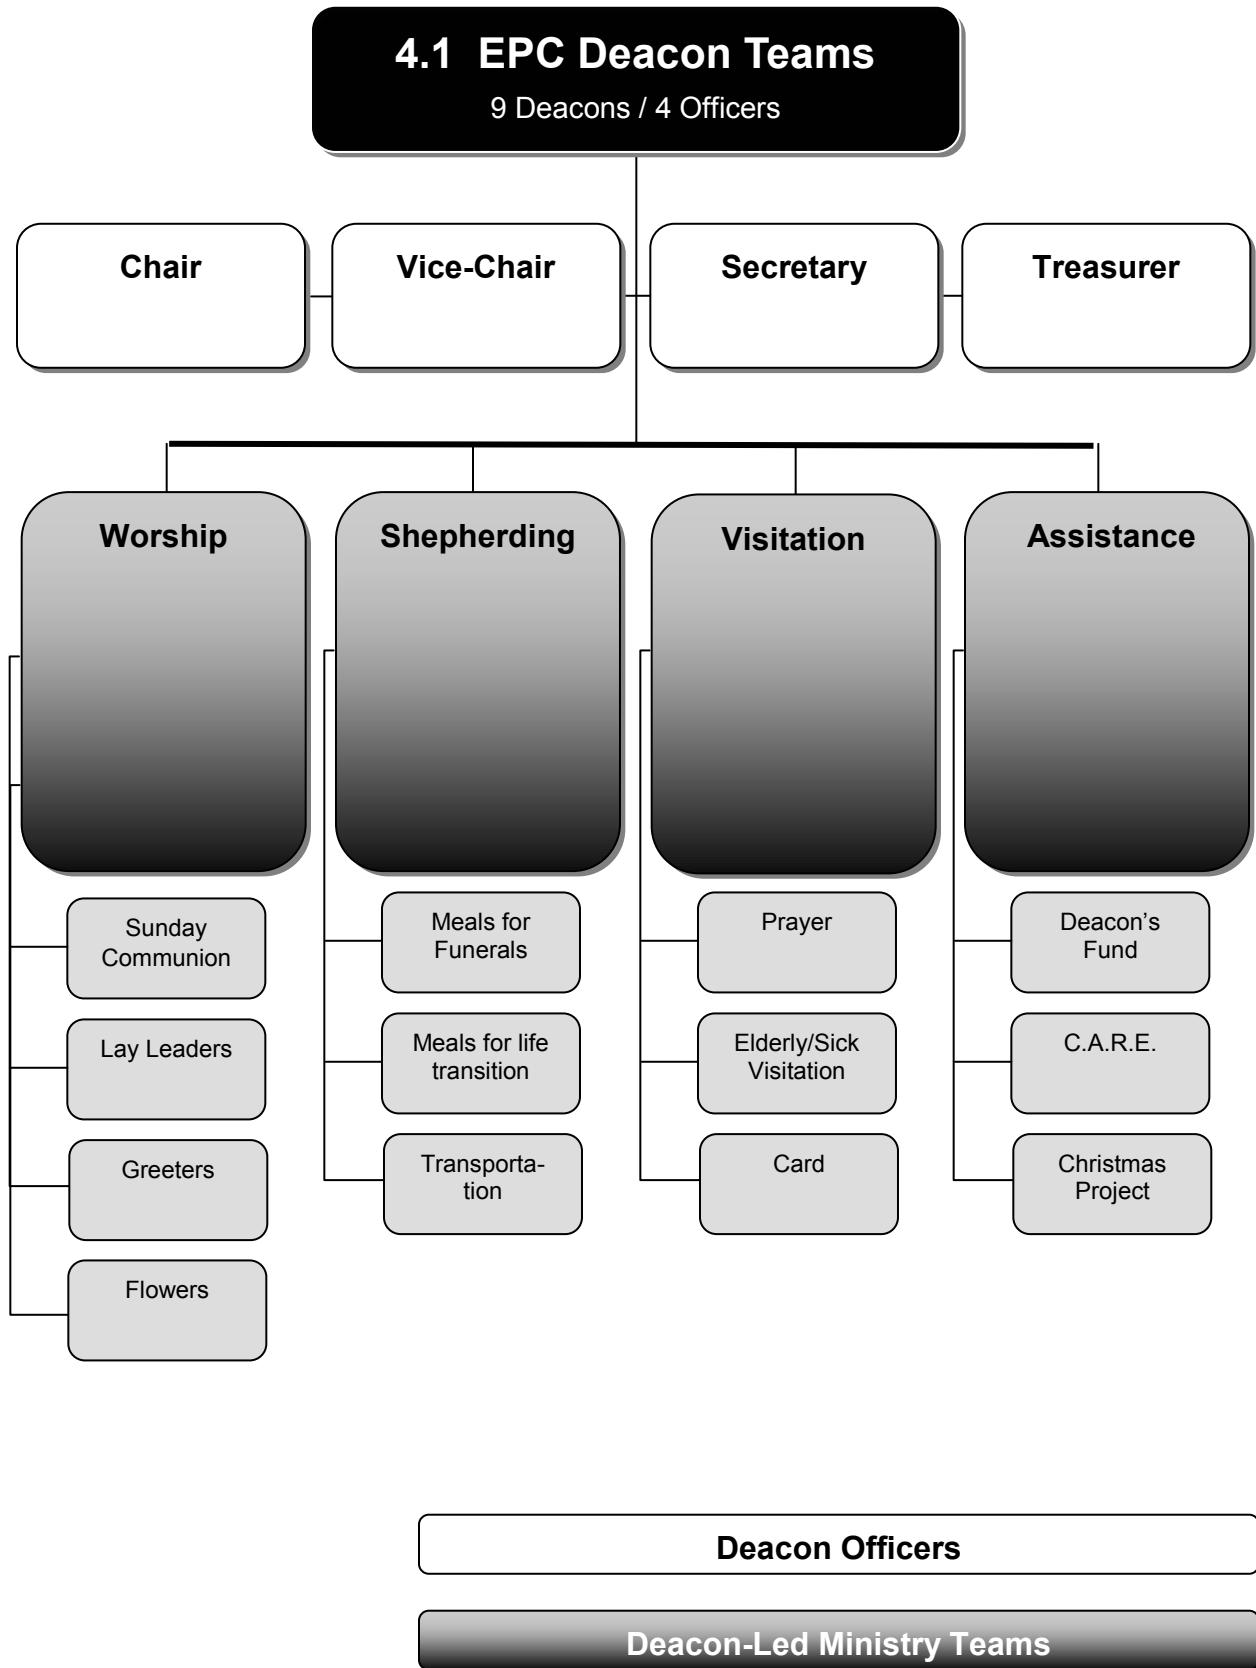 4.1 EPC Deacon Teams
9 Deacons / 4 Officers
Chair
Vice-Chair
Secretary
Treasurer
Worship
Shepherding
Visitation
Assistance
Sunday
Communion
Lay Leaders
Greeters
Flowers
Meals for
Funerals
Meals for life
transition
Transporta-
tion
Prayer
Elderly/Sick
Visitation
Card
Deacon’s
Fund
C.A.R.E.
Christmas
Project
Deacon Officers
Deacon-Led Ministry Teams